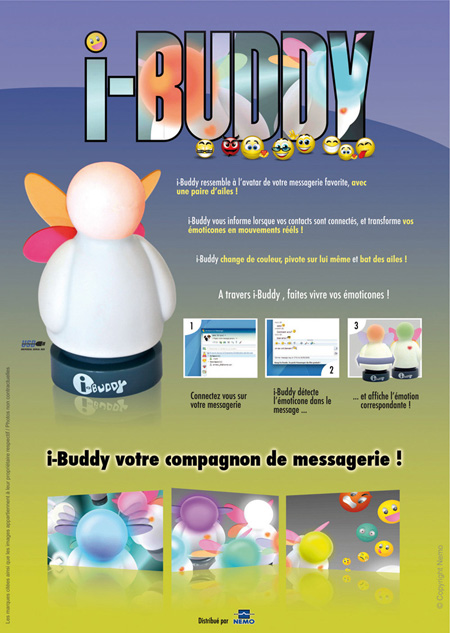 i-BUDDY
i-Buddy ressemble à l'avatar de votre messagerie favorite, avec
une paire d'ailes !
i-Buddy vous informe lorsque vos contacts sont connectés, et transforme vos
émoticones en mouvements réels !
i-Buddy change de couleur, pivote sur lui même et bat des ailes !
A travers i-Buddy , faites vivre vos émoticones !
USB
i-BUDDY
1
2
3
Connectez vous sur
votre messagerie
i-Buddy détecte
l'émoticone dans le
message ...
... et affiche l'émotion
correspondante !
i-Buddy votre compagnon de messagerie !
Les marques citées ainsi que les images appartiennent à leur propriétaire respectif / Photos non contractuelles
© Copyright Nemo
Distribué par NEMO